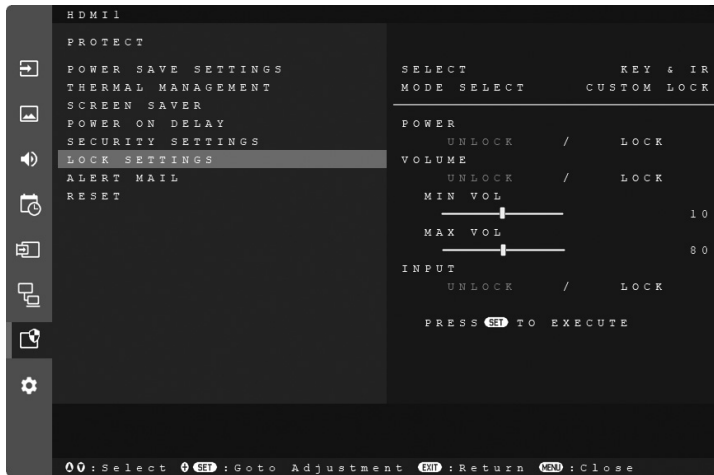 HDMI1
PROTECT
POWER SAVE SETTINGS
THERMAL MANAGEMENT
SCREEN SAVER
POWER ON DELAY
SECURITY SETTINGS
LOCK SETTINGS
ALERT MAIL
RESET
SELECT KEY & IR
MODE SELECT CUSTOM LOCK
POWER
UNLOCK / LOCK
VOLUME
UNLOCK / LOCK
MIN VOL
10
MAX VOL
80
INPUT
UNLOCK / LOCK
PRESS SET TO EXECUTE
:Select SET :Goto Adjustment EXIT :Return MENU :Close